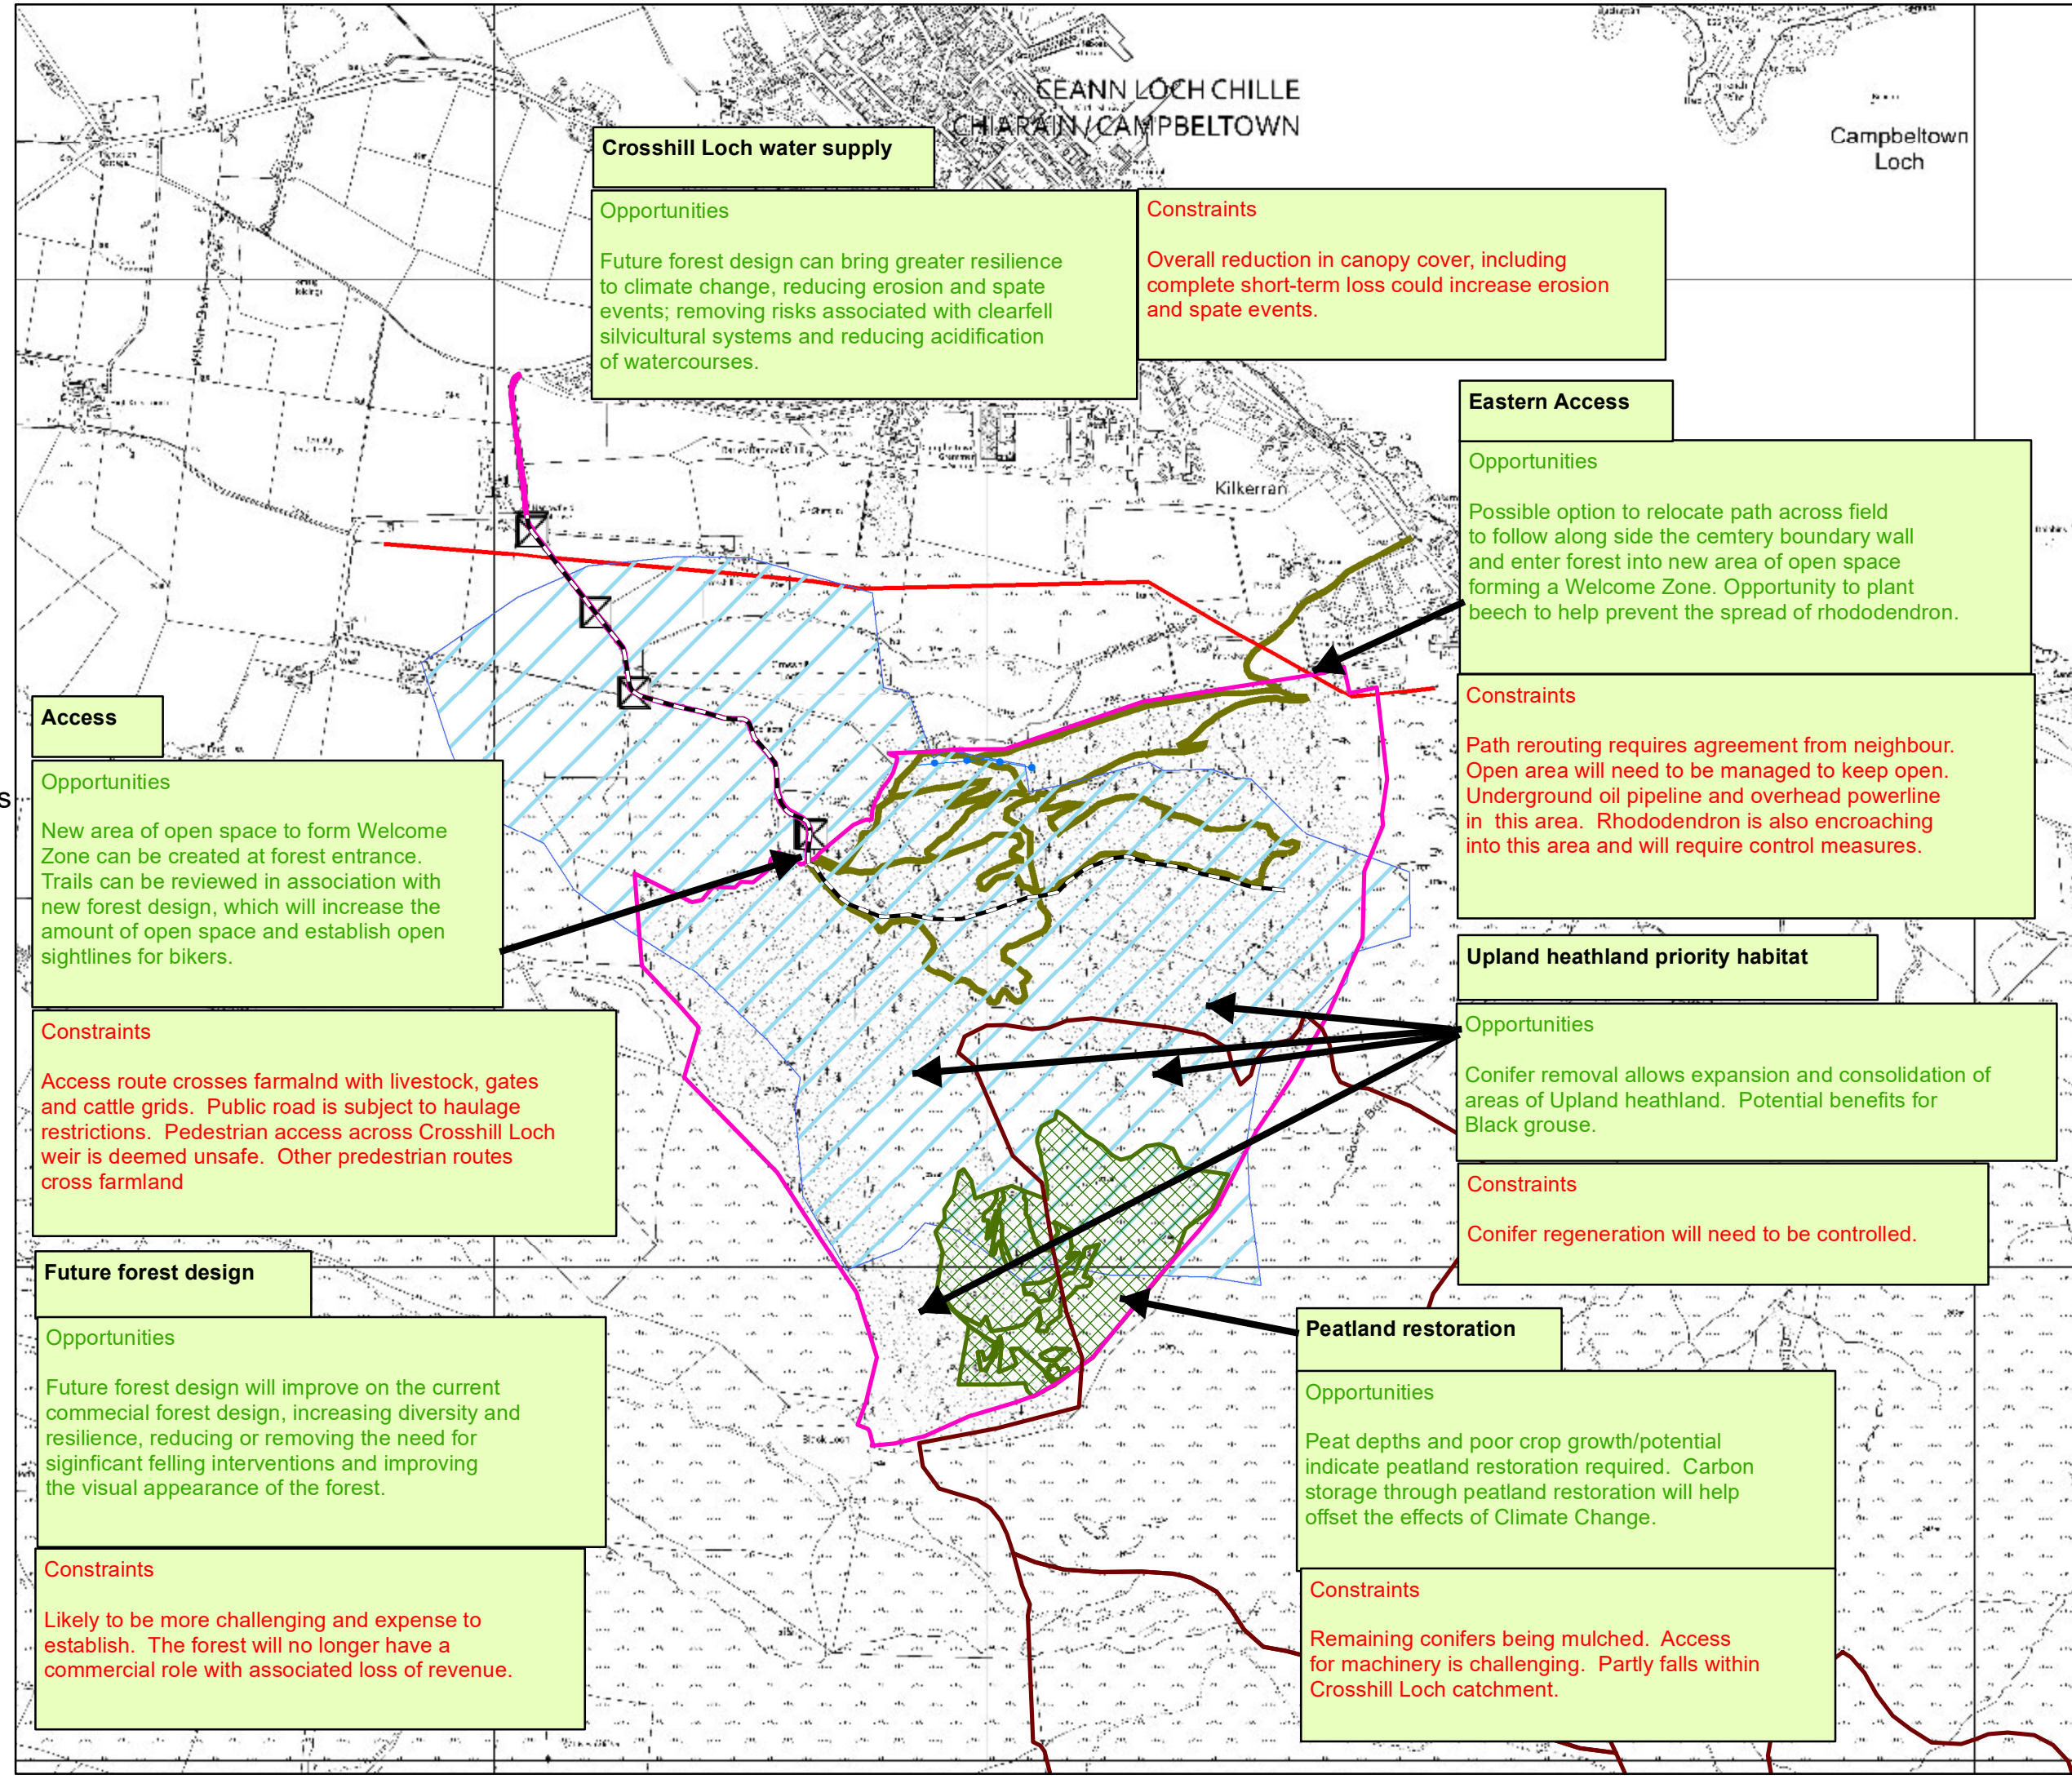 CEANN LOCH CHILLE
CHIARAIN / CAMPBELTOWN
Campbeltown
Loch
Crosshill Loch water supply
Opportunities
Future forest design can bring greater resilience
to climate change, reducing erosion and spate
events; removing risks associated with clearfell
silvicultural systems and reducing acidification
of watercourses.
Constraints
Overall reduction in canopy cover, including
complete short-term loss could increase erosion
and spate events.
Eastern Access
Opportunities
Possible option to relocate path across field
to follow along side the cemtery boundary wall
and enter forest into new area of open space
forming a Welcome Zone. Opportunity to plant
beech to help prevent the spread of rhododendron.
Constraints
Path rerouting requires agreement from neighbour.
Open area will need to be managed to keep open.
Underground oil pipeline and overhead powerline
in  this area.  Rhododendron is also encroaching
into this area and will require control measures.
Kilkerran
Access
Opportunities
New area of open space to form Welcome
Zone can be created at forest entrance.
Trails can be reviewed in association with
new forest design, which will increase the
amount of open space and establish open
sightlines for bikers.
S
Constraints
Access route crosses farmalnd with livestock, gates
and cattle grids.  Public road is subject to haulage
restrictions.  Pedestrian access across Crosshill Loch
weir is deemed unsafe.  Other predestrian routes
cross farmland
Upland heathland priority habitat
Opportunities
Conifer removal allows expansion and consolidation of
areas of Upland heathland.  Potential benefits for
Black grouse.
Constraints
Conifer regeneration will need to be controlled.
Future forest design
Opportunities
Future forest design will improve on the current
commecial forest design, increasing diversity and
resilience, reducing or removing the need for
siginficant felling interventions and improving
the visual appearance of the forest.
Constraints
Likely to be more challenging and expense to
establish.  The forest will no longer have a
commercial role with associated loss of revenue.
Peatland restoration
Opportunities
Peat depths and poor crop growth/potential
indicate peatland restoration required.  Carbon
storage through peatland restoration will help
offset the effects of Climate Change.
Constraints
Remaining conifers being mulched.  Access
for machinery is challenging.  Partly falls within
Crosshill Loch catchment.